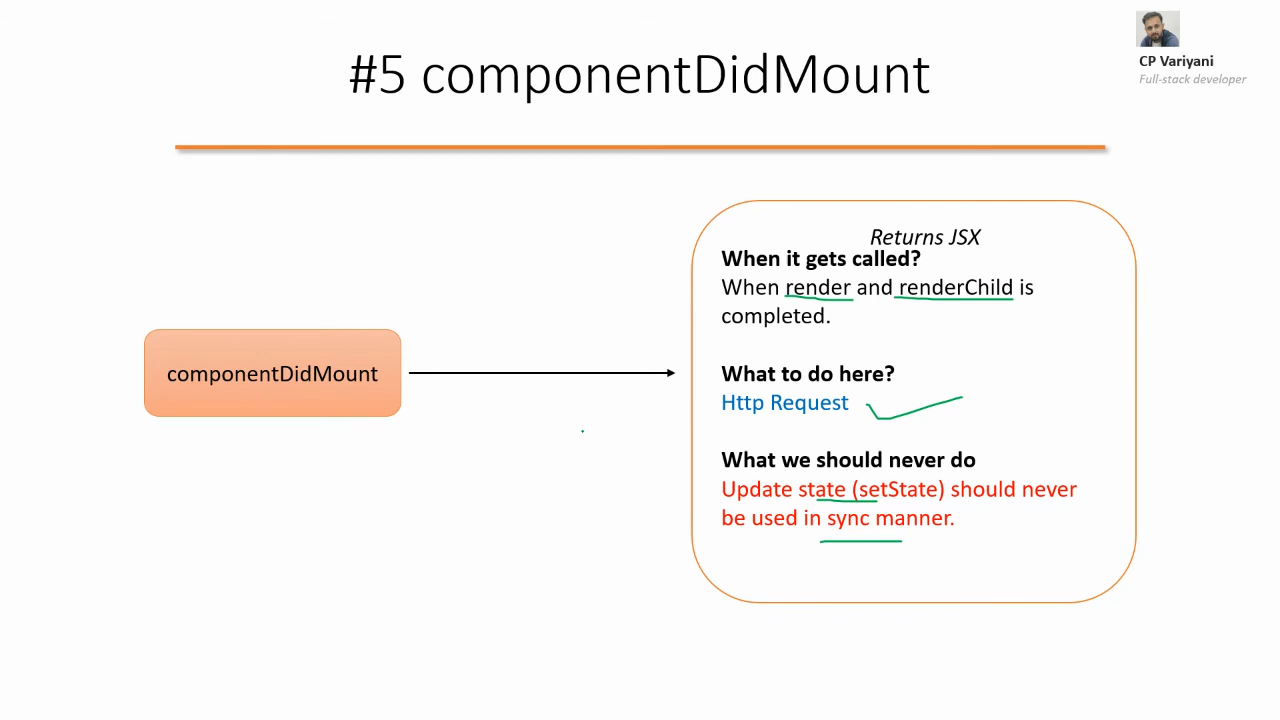 CP Variyani
Full-stack developer
#5 componentDidMount
componentDidMount
Returns JSX
When it gets called?
When render and renderChild is
completed.
What to do here?
Http Request
What we should never do
Update state (setState) should never
be used in sync manner.